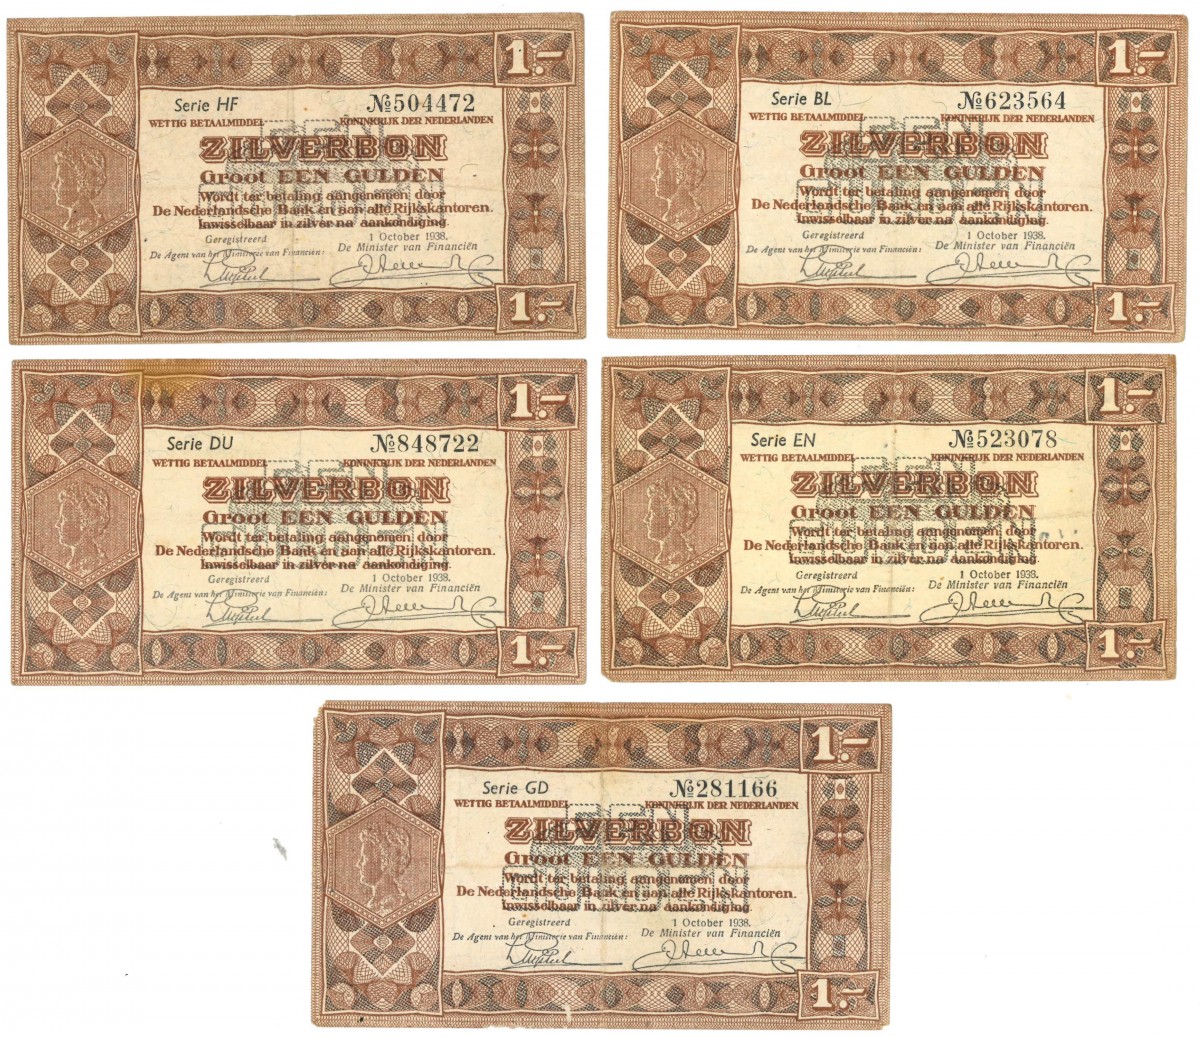 1.-
Serie HF №504472
WETTIG BETAALMIDDEL KONINKRIJK DER NEDERLANDEN
EEN
ZILVERBON
Groot EEN GULDEN
GULDEN
Wordt ter betaling aangenomen door
De Nederlandsche Bank en aan alle Rijkskantoren.
Inwisselbaar in zilver na aankondiging.
Geregistreerd 1 October 1938.
De Agent van het Ministerie van Financiën: De Minister van Financiën
1.-
1.-
Serie BL №623564
WETTIG BETAALMIDDEL KONINKRIJK DER NEDERLANDEN
EEN
ZILVERBON
Groot EEN GULDEN
GULDEN
Wordt ter betaling aangenomen door
De Nederlandsche Bank en aan alle Rijkskantoren.
Inwisselbaar in zilver na aankondiging.
Geregistreerd 1 October 1938.
De Agent van het Ministerie van Financiën: De Minister van Financiën
1.-
1.-
Serie DU №848722
WETTIG BETAALMIDDEL KONINKRIJK DER NEDERLANDEN
EEN
ZILVERBON
Groot EEN GULDEN
GULDEN
Wordt ter betaling aangenomen door
De Nederlandsche Bank en aan alle Rijkskantoren.
Inwisselbaar in zilver na aankondiging.
Geregistreerd 1 October 1938.
De Agent van het Ministerie van Financiën: De Minister van Financiën
1.-
1.-
Serie EN №523078
WETTIG BETAALMIDDEL KONINKRIJK DER NEDERLANDEN
EEN
ZILVERBON
Groot EEN GULDEN
GULDEN
Wordt ter betaling aangenomen door
De Nederlandsche Bank en aan alle Rijkskantoren.
Inwisselbaar in zilver na aankondiging.
Geregistreerd 1 October 1938.
De Agent van het Ministerie van Financiën: De Minister van Financiën
1.-
1.-
Serie GD №281166
WETTIG BETAALMIDDEL KONINKRIJK DER NEDERLANDEN
EEN
ZILVERBON
Groot EEN GULDEN
GULDEN
Wordt ter betaling aangenomen door
De Nederlandsche Bank en aan alle Rijkskantoren.
Inwisselbaar in zilver na aankondiging.
Geregistreerd 1 October 1938.
De Agent van het Ministerie van Financiën: De Minister van Financiën
1.-